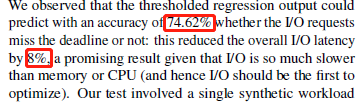 We observed that the thresholded regression output could
predict with an accuracy of 74.62% whether the I/O requests
miss the deadline or not: this reduced the overall I/O latency
by 8%, a promising result given that I/O is so much slower
than memory or CPU (and hence I/O should be the first to
optimize). Our test involved a single synthetic workload